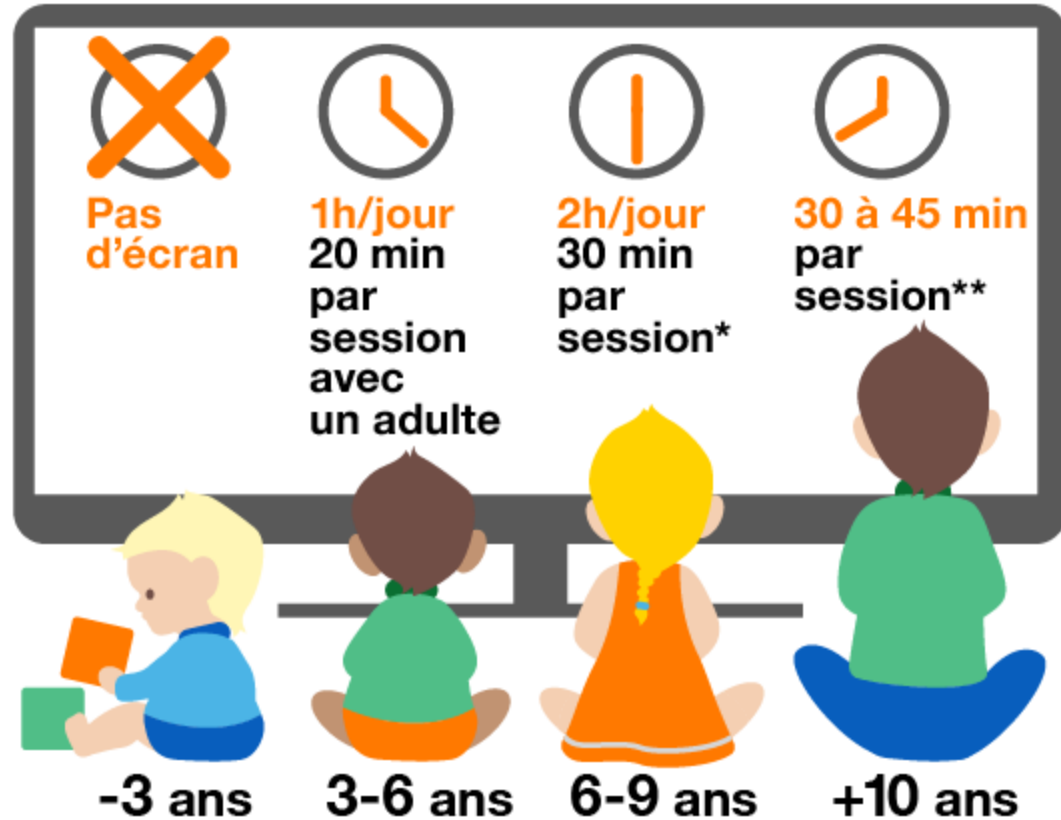 Pas
d'écran
1h/jour
20 min
par
session
avec
un adulte
2h/jour
30 min
par
session*
30 à 45 min
par
session**
-3 ans
3-6 ans
6-9 ans
+10 ans